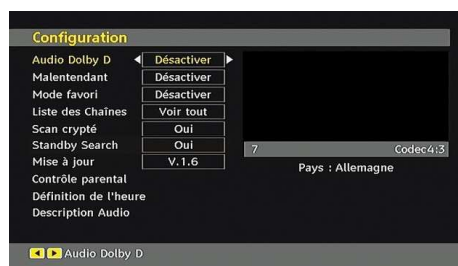 Configuration
Audio Dolby D Désactiver
Malentendant Désactiver
Mode favori Désactiver
Liste des Chaînes Voir tout
Scan crypté Oui
Standby Search Oui
Mise à jour V.1.6
Contrôle parental
Définition de l'heure
Description Audio
7 Codec4:3
Pays : Allemagne
Audio Dolby D